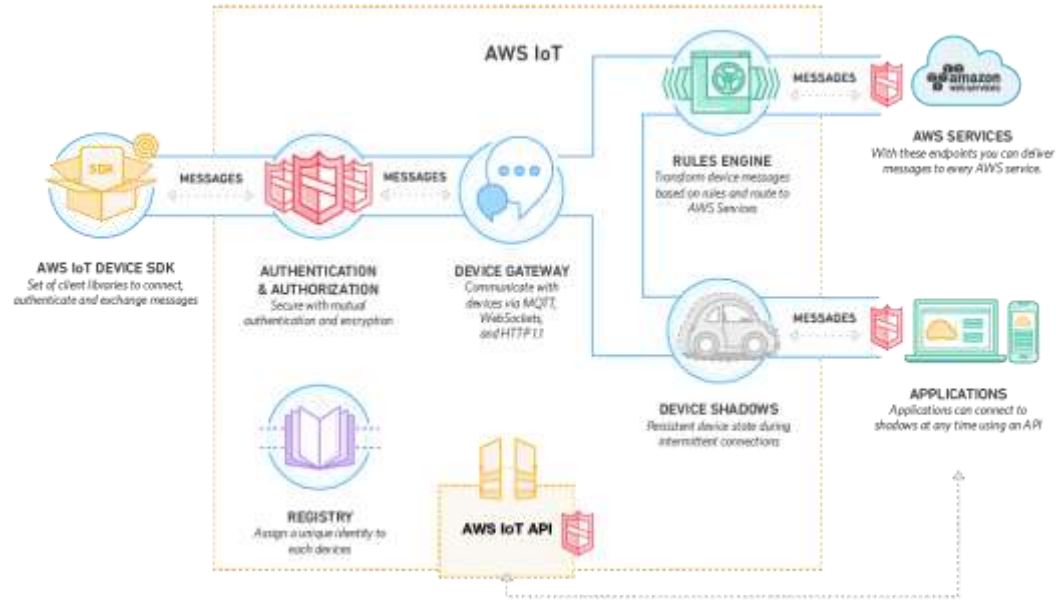 AWS IoT
MESSAGES
amazon
web services
AWS SERVICES
With these endpoints you can deliver
messages to every AWS service.
RULES ENGINE
Transform device messages
based on rules and route to
AWS Services
SDK
MESSAGES
MESSAGES
AWS IoT DEVICE SDK
Set of client libraries to connect,
authenticate and exchange messages
AUTHENTICATION
& AUTHORIZATION
Secure with mutual
authentication and encryption
DEVICE GATEWAY
Communicate with
devices via MQTT,
WebSockets,
and HTTP 1.1
MESSAGES
DEVICE SHADOWS
Persistent device state during
intermittent connections
APPLICATIONS
Applications can connect to
shadows at any time using an API
REGISTRY
Assign a unique identity to
each devices
AWS IoT API